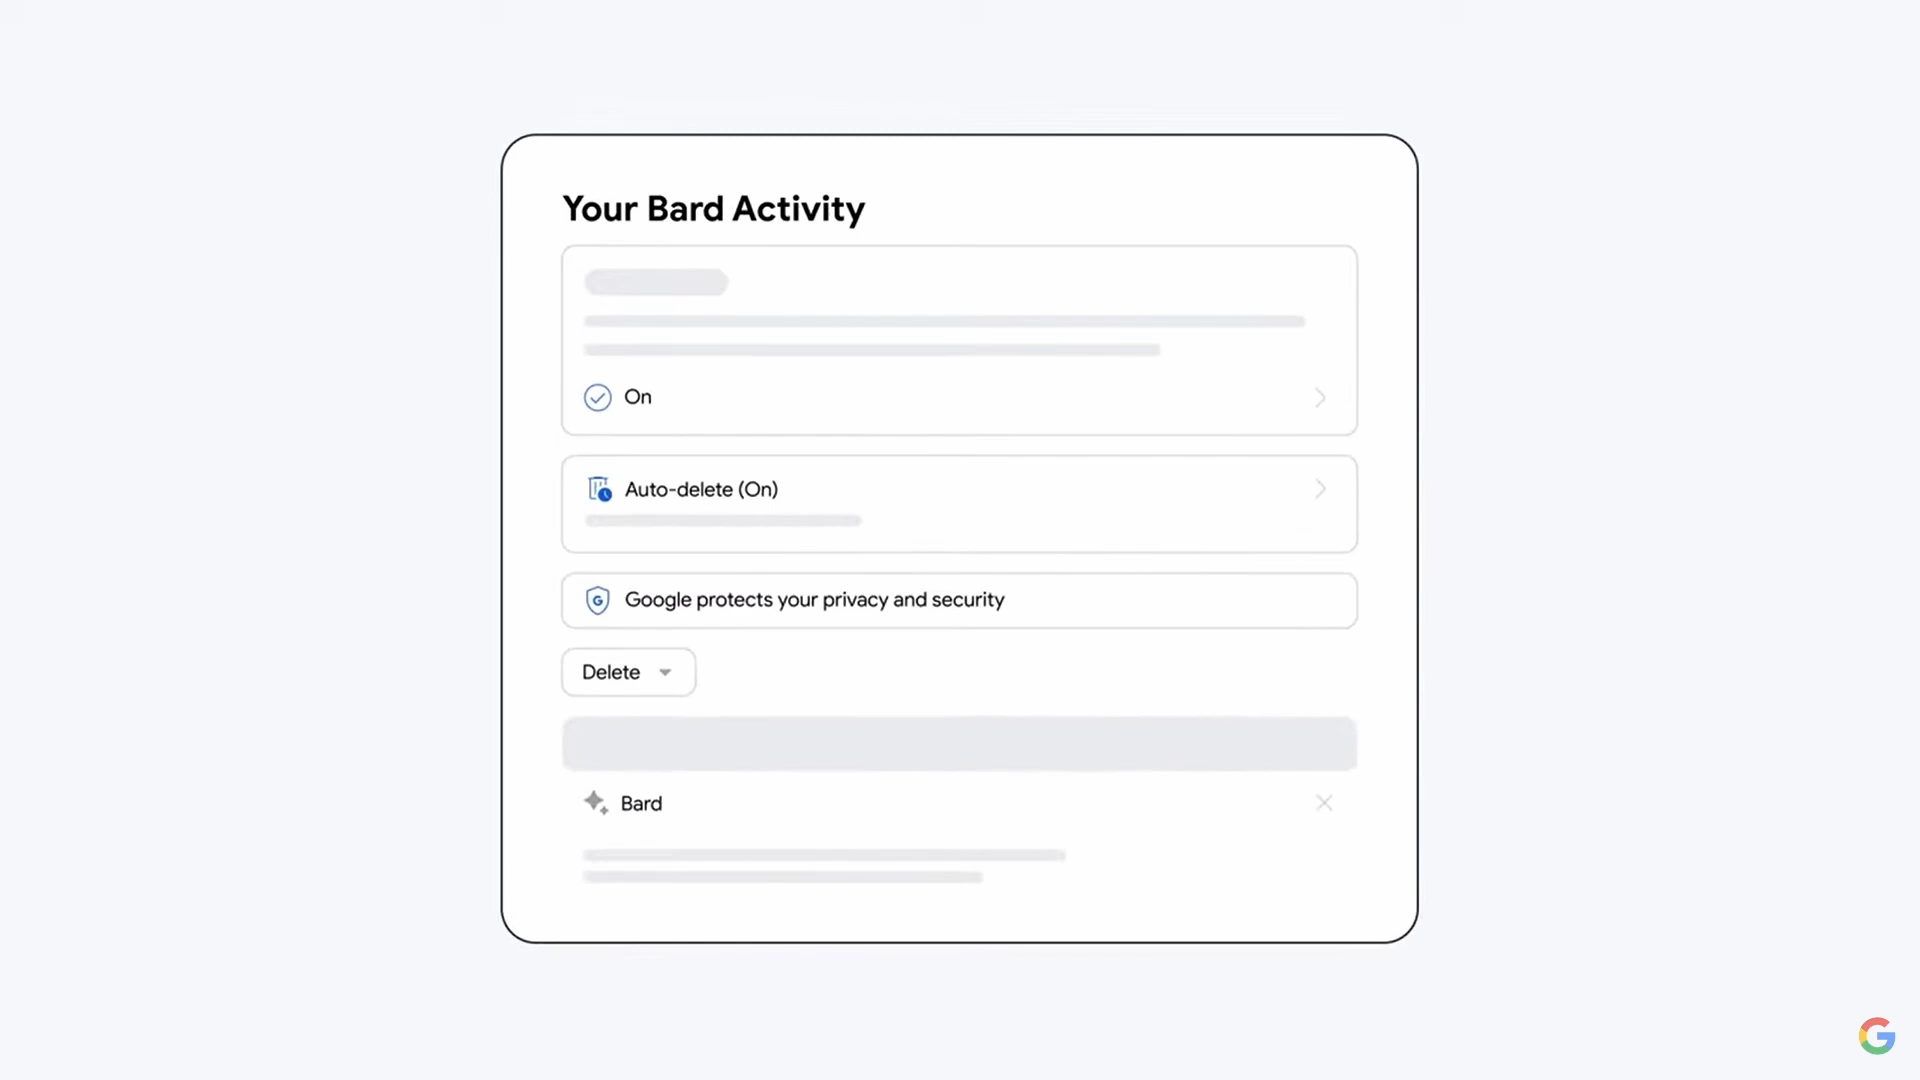 Your Bard Activity
On
Auto-delete (On)
Google protects your privacy and security
Delete
Bard